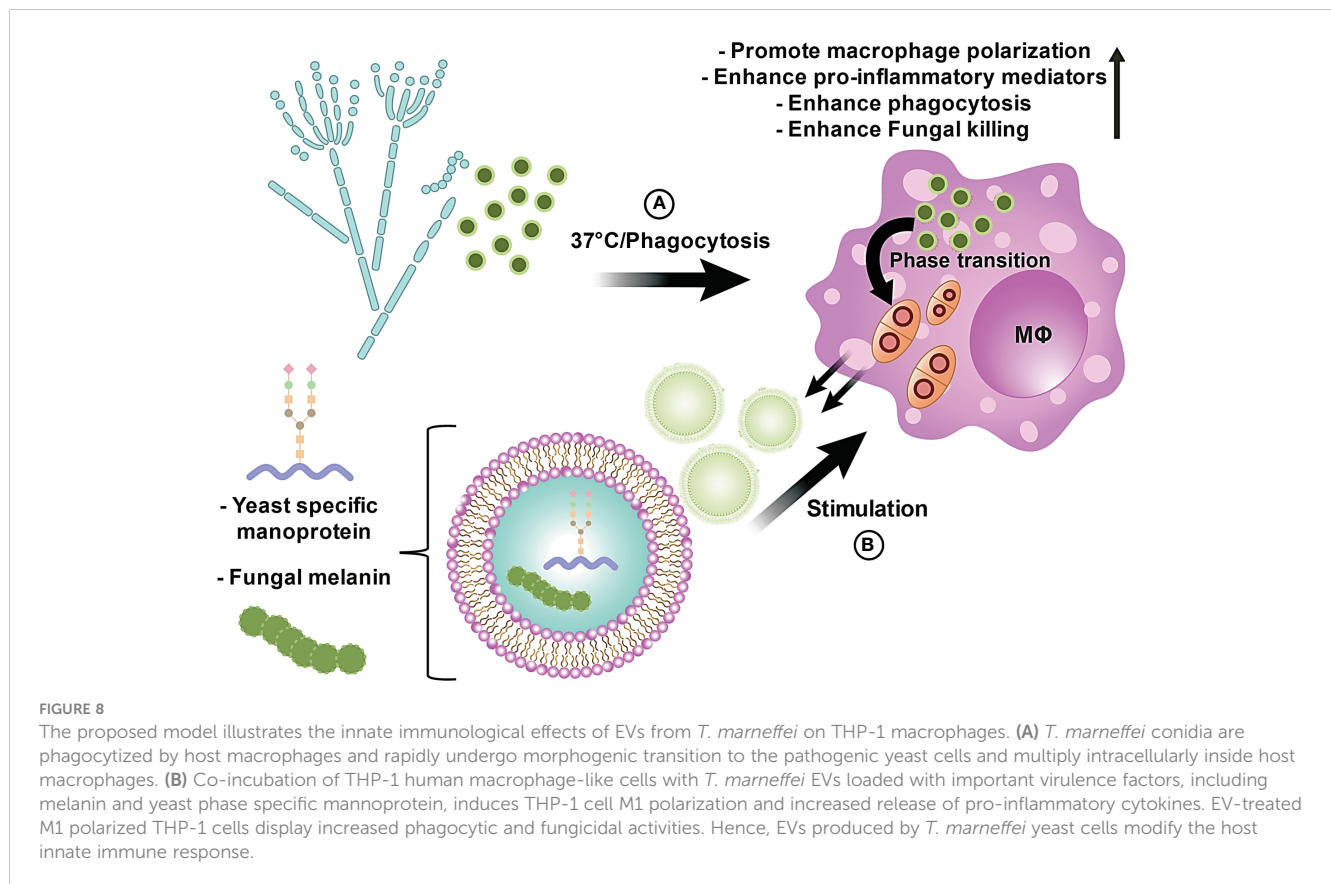 - Promote macrophage polarization
- Enhance pro-inflammatory mediators
- Enhance phagocytosis
- Enhance Fungal killing
A
37°C/Phagocytosis
Phase transition
MΦ
- Yeast specific
manoprotein
- Fungal melanin
Stimulation
B
FIGURE 8
The proposed model illustrates the innate immunological effects of EVs from T. marneffei on THP-1 macrophages. (A) T. marneffei conidia are
phagocytized by host macrophages and rapidly undergo morphogenic transition to the pathogenic yeast cells and multiply intracellularly inside host
macrophages. (B) Co-incubation of THP-1 human macrophage-like cells with T. marneffei EVs loaded with important virulence factors, including
melanin and yeast phase specific mannoprotein, induces THP-1 cell M1 polarization and increased release of pro-inflammatory cytokines. EV-treated
M1 polarized THP-1 cells display increased phagocytic and fungicidal activities. Hence, EVs produced by T. marneffei yeast cells modify the host
innate immune response.